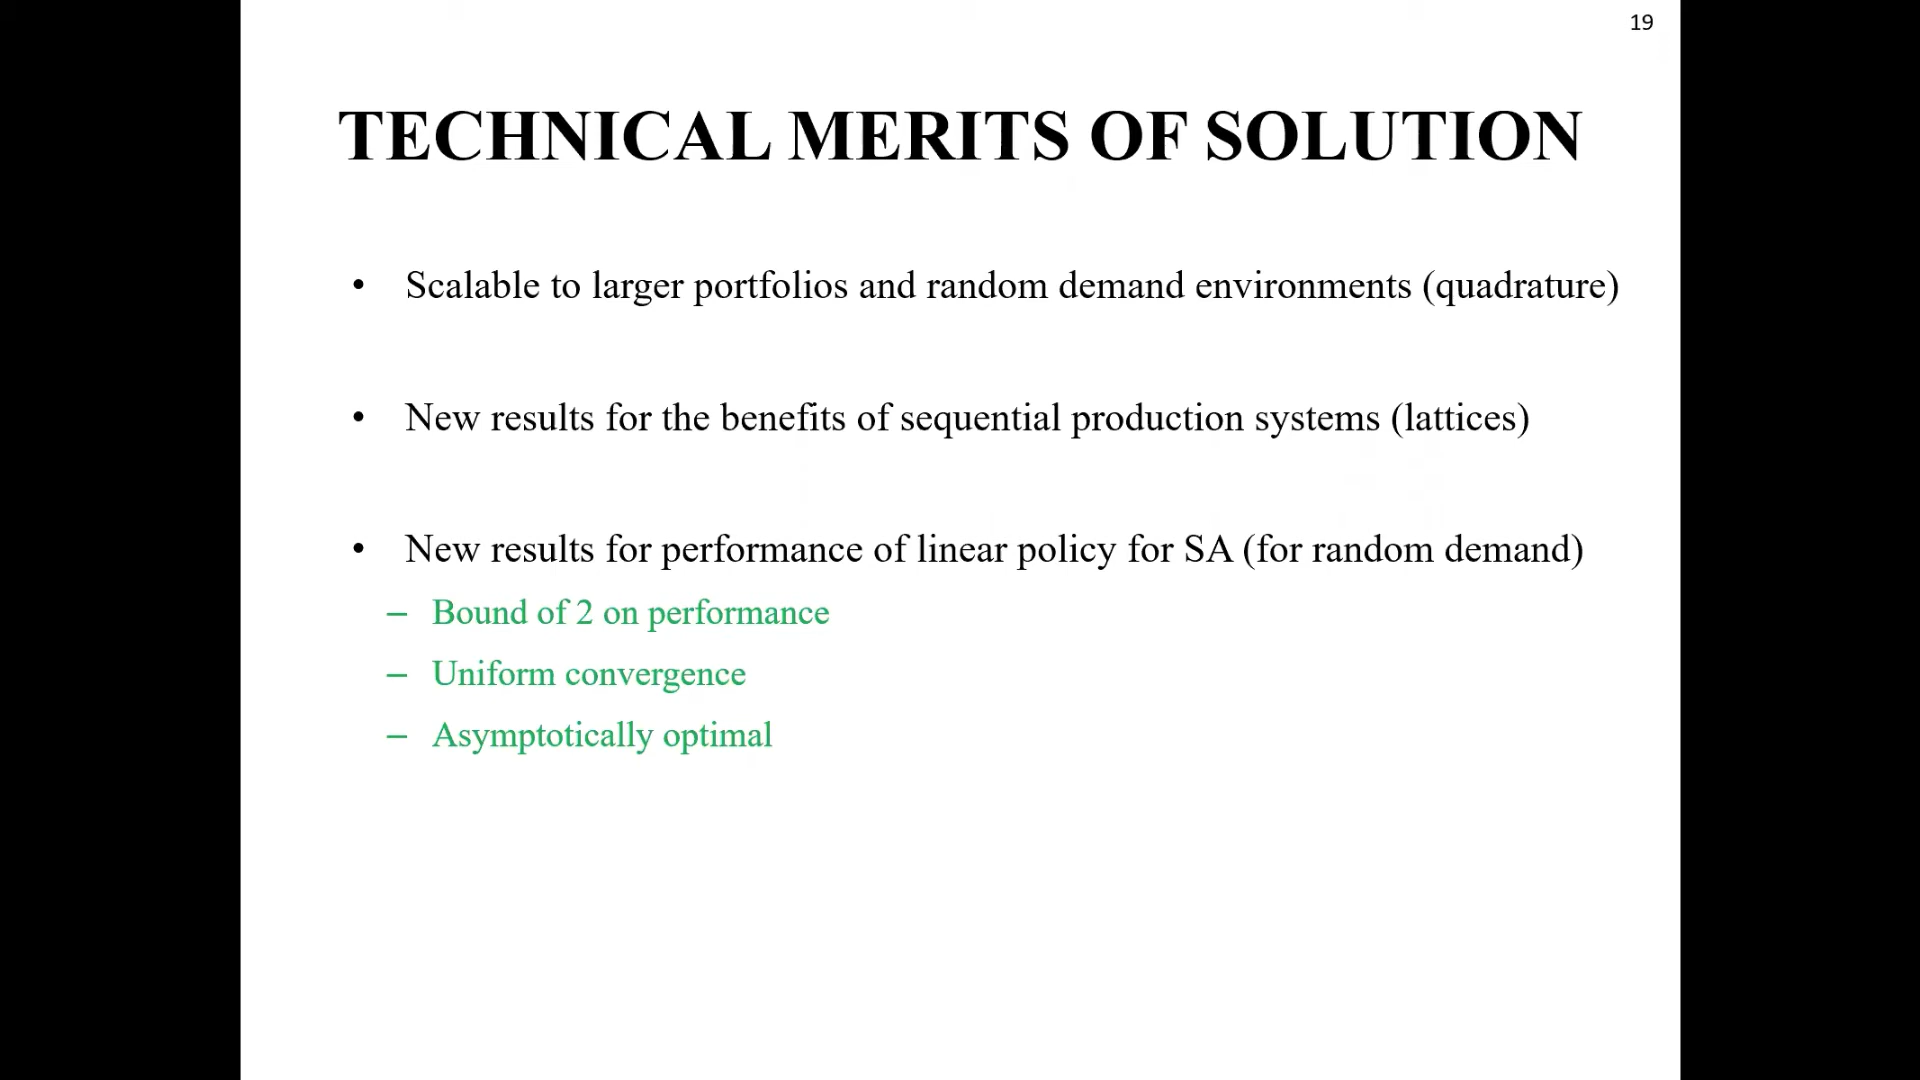 19
TECHNICAL MERITS OF SOLUTION
• Scalable to larger portfolios and random demand environments (quadrature)
• New results for the benefits of sequential production systems (lattices)
• New results for performance of linear policy for SA (for random demand)
– Bound of 2 on performance
– Uniform convergence
– Asymptotically optimal